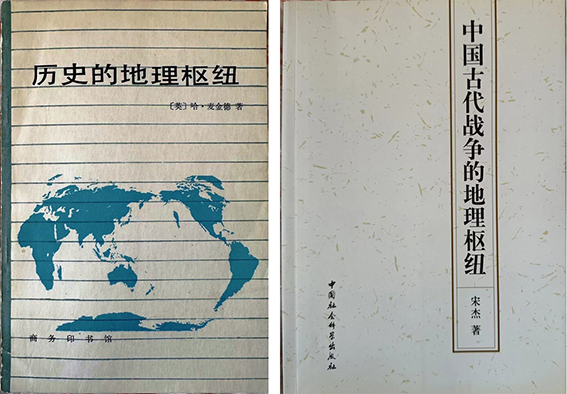 历史的地理枢纽
〔英〕哈·麦金德 著
商务印书馆
中国古代战争的地理枢纽
宋杰 著
中国社会科学出版社